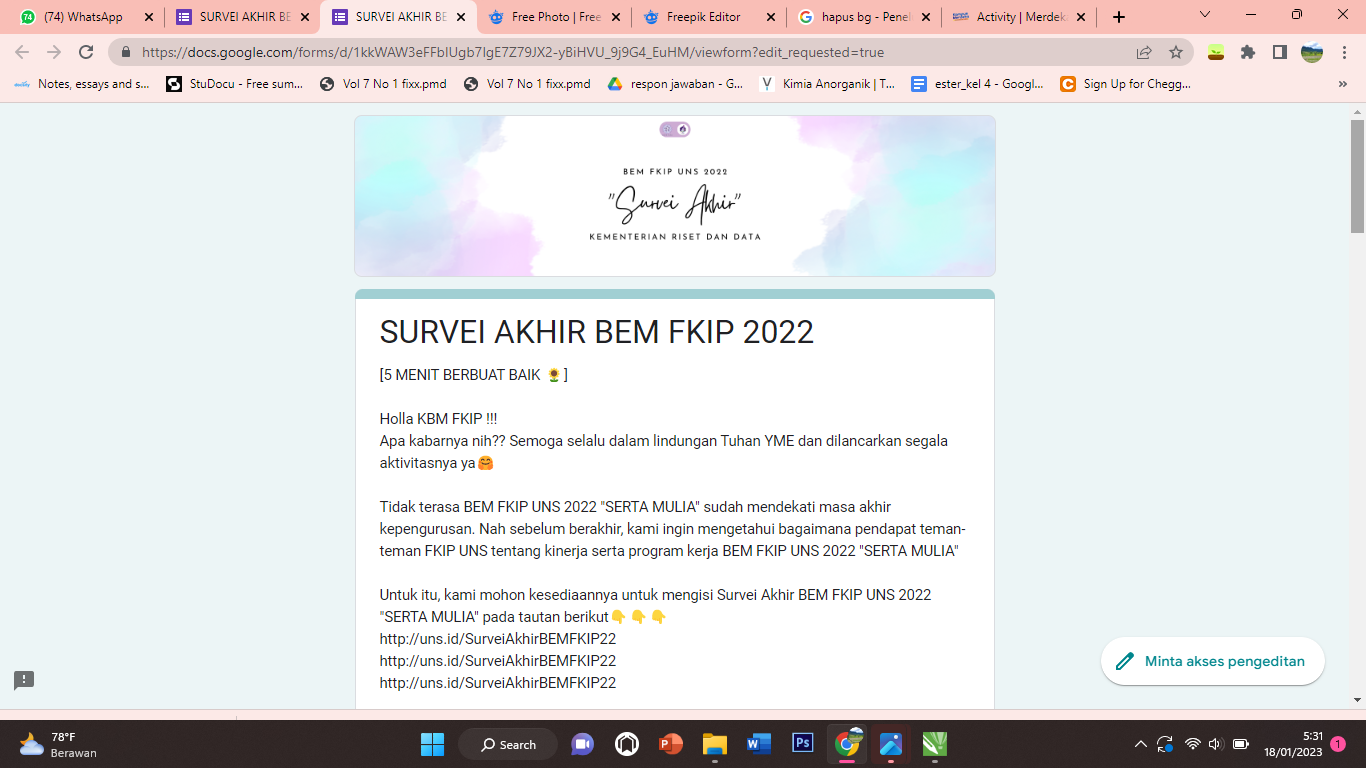 (74) WhatsApp
SURVEI AKHIR BE
SURVEI AKHIR BE
Free Photo | Free
Freepik Editor
hapus bg - Penel
Activity | Merdek
https://docs.google.com/forms/d/1kkWAW3eFFbIUgb7IgE7Z79JX2-yBiHVU_9j9G4_EuHM/viewform?edit_requested=true
Notes, essays and s...
StuDocu - Free sum...
Vol 7 No 1 fixx.pmd
Vol 7 No 1 fixx.pmd
respon jawaban - G...
Kimia Anorganik | T...
ester_kel 4 - Googl...
Sign Up for Chegg...
BEM FKIP UNS 2022
"Survei Akhir"
KEMENTERIAN RISET DAN DATA
SURVEI AKHIR BEM FKIP 2022
[5 MENIT BERBUAT BAIK 🌻]
Holla KBM FKIP !!!
Apa kabarnya nih?? Semoga selalu dalam lindungan Tuhan YME dan dilancarkan segala
aktivitasnya ya🤗
Tidak terasa BEM FKIP UNS 2022 "SERTA MULIA" sudah mendekati masa akhir
kepengurusan. Nah sebelum berakhir, kami ingin mengetahui bagaimana pendapat teman-
teman FKIP UNS tentang kinerja serta program kerja BEM FKIP UNS 2022 "SERTA MULIA"
Untuk itu, kami mohon kesediaannya untuk mengisi Survei Akhir BEM FKIP UNS 2022
"SERTA MULIA" pada tautan berikut👇👇👇
http://uns.id/SurveiAkhirBEMFKIP22
http://uns.id/SurveiAkhirBEMFKIP22
http://uns.id/SurveiAkhirBEMFKIP22
Minta akses pengeditan
78°F
Berawan
Search
5:31
18/01/2023
1